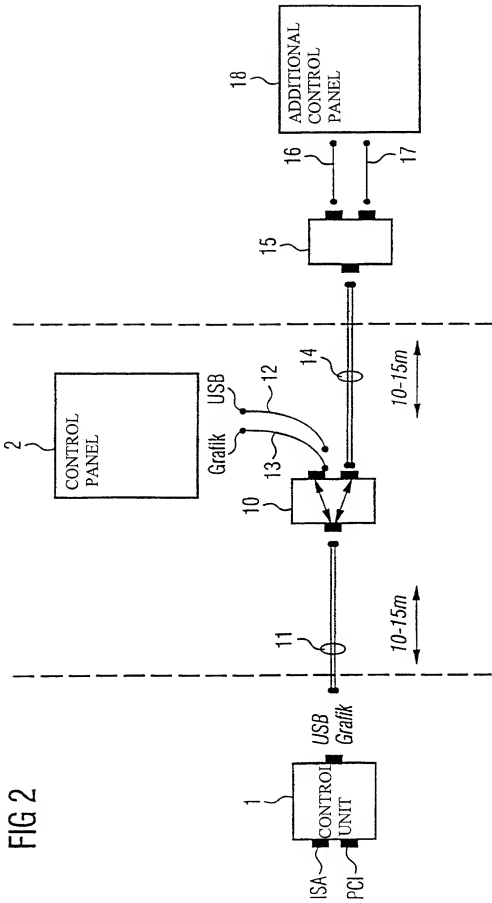 FIG 2
1
CONTROL
UNIT
ISA
PCI
USB
Grafik
11
10-15m
2
CONTROL
PANEL
Grafik
USB
12
13
10
14
10-15m
15
16
17
18
ADDITIONAL
CONTROL
PANEL